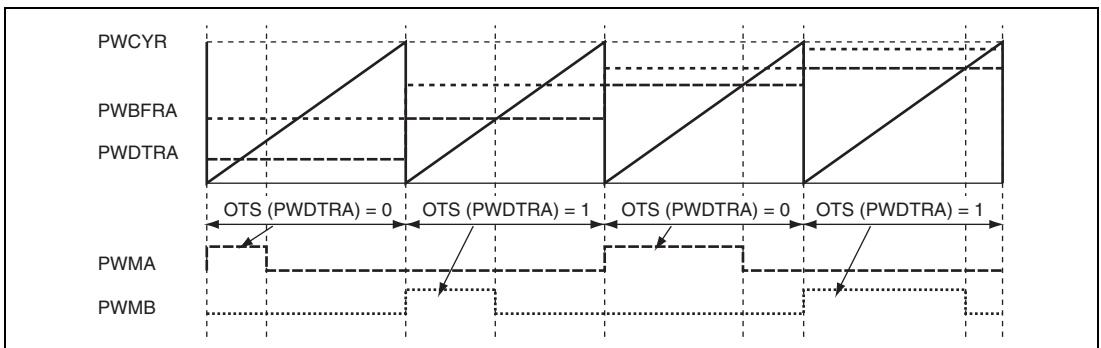 PWCYR
PWBFRA
PWDTRA
OTS (PWDTRA) = 0 OTS (PWDTRA) = 1 OTS (PWDTRA) = 0 OTS (PWDTRA) = 1
PWMA
PWMB